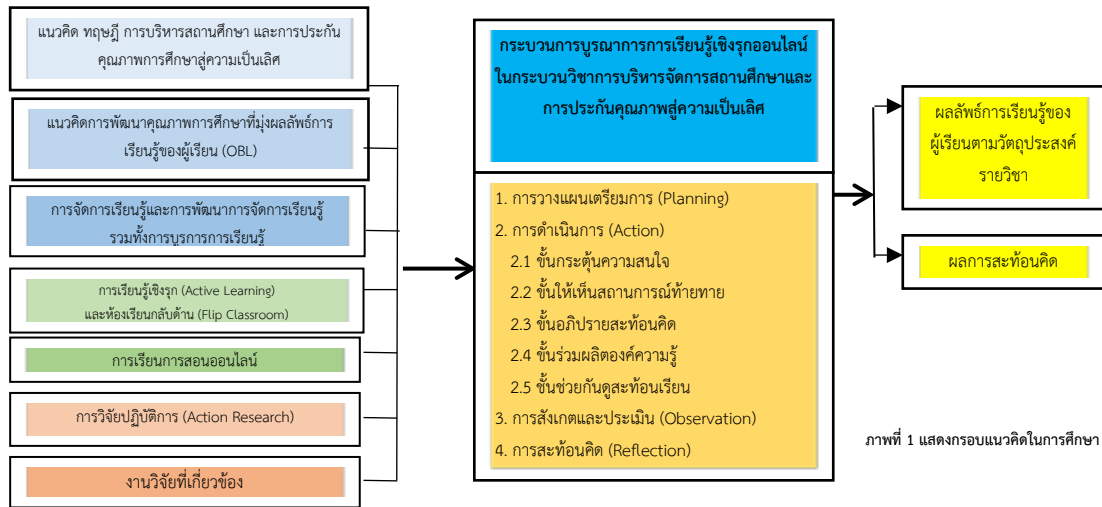 แนวคิด ทฤษฎี การบริหารสถานศึกษา และการประกัน
คุณภาพการศึกษาสู่ความเป็นเลิศ
แนวคิดการพัฒนาคุณภาพการศึกษาที่มุ่งผลลัพธ์การ
เรียนรู้ของผู้เรียน (OBL)
การจัดการเรียนรู้และการพัฒนาการจัดการเรียนรู้
รวมทั้งการบูรการการเรียนรู้
การเรียนรู้เชิงรุก (Active Learning)
และห้องเรียนกลับด้าน (Flip Classroom)
การเรียนการสอนออนไลน์
การวิจัยปฏิบัติการ (Action Research)
งานวิจัยที่เกี่ยวข้อง
กระบวนการบูรณาการการเรียนรู้เชิงรุกออนไลน์
ในกระบวนวิชาการบริหารจัดการสถานศึกษาและ
การประกันคุณภาพสู่ความเป็นเลิศ
1. การวางแผนเตรียมการ (Planning)
2. การดำเนินการ (Action)
2.1 ขั้นกระตุ้นความสนใจ
2.2 ขั้นให้เห็นสถานการณ์ท้ายทาย
2.3 ขั้นอภิปรายสะท้อนคิด
2.4 ขั้นร่วมผลิตองค์ความรู้
2.5 ชั้นช่วยกันดูสะท้อนเรียน
3. การสังเกตและประเมิน (Observation)
4. การสะท้อนคิด (Reflection)
ผลลัพธ์การเรียนรู้ของ
ผู้เรียนตามวัตถุประสงค์
รายวิชา
ผลการสะท้อนคิด
ภาพที่ 1 แสดงกรอบแนวคิดในการศึกษา